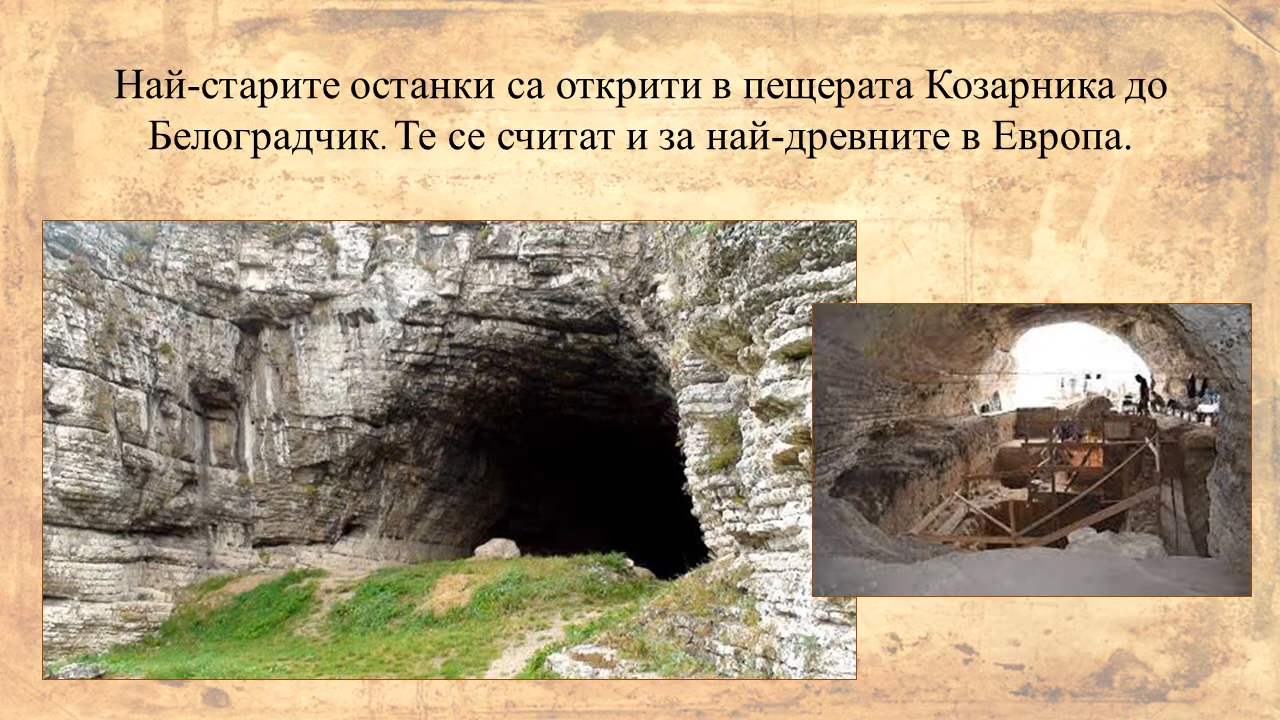 Най-старите останки са открити в пещерата Козарника до
Белоградчик. Те се считат и за най-древните в Европа.